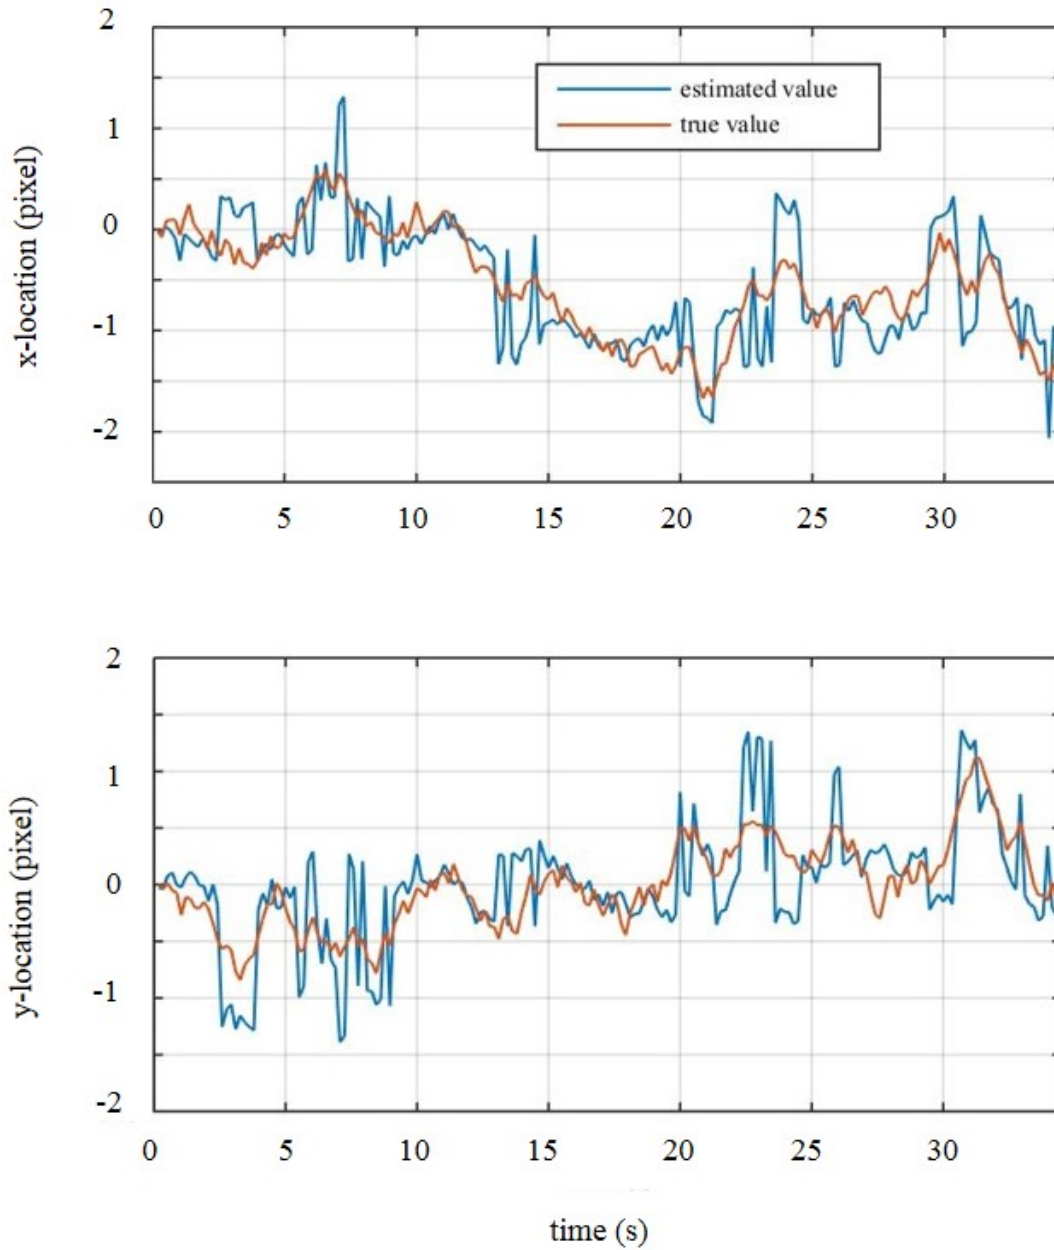 2
1
0
-1
-2
x-location (pixel)
estimated value
true value
0 5 10 15 20 25 30
2
1
0
-1
-2
y-location (pixel)
0 5 10 15 20 25 30
time (s)